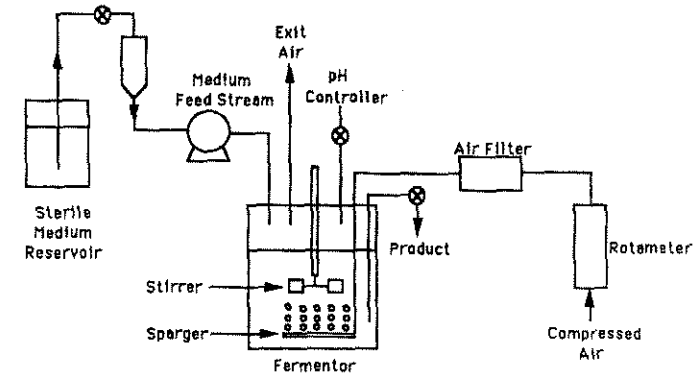 Exit
Air
pH
Controller
Medium
Feed Stream
Air Filter
Sterile
Medium
Reservoir
Product
Rotameter
Stirrer
Sparger
Compressed
Air
Fermentor